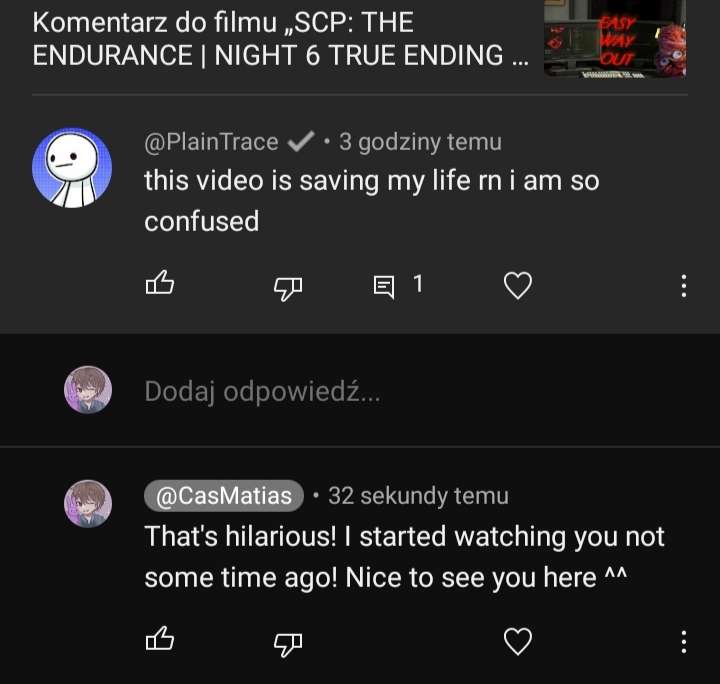 Komentarz do filmu „SCP: THE
ENDURANCE | NIGHT 6 TRUE ENDING ...
EASY
WAY
OUT
@PlainTrace • 3 godziny temu
this video is saving my life rn i am so
confused
1
Dodaj odpowiedź...
@CasMatias • 32 sekundy temu
That's hilarious! I started watching you not
some time ago! Nice to see you here ^^